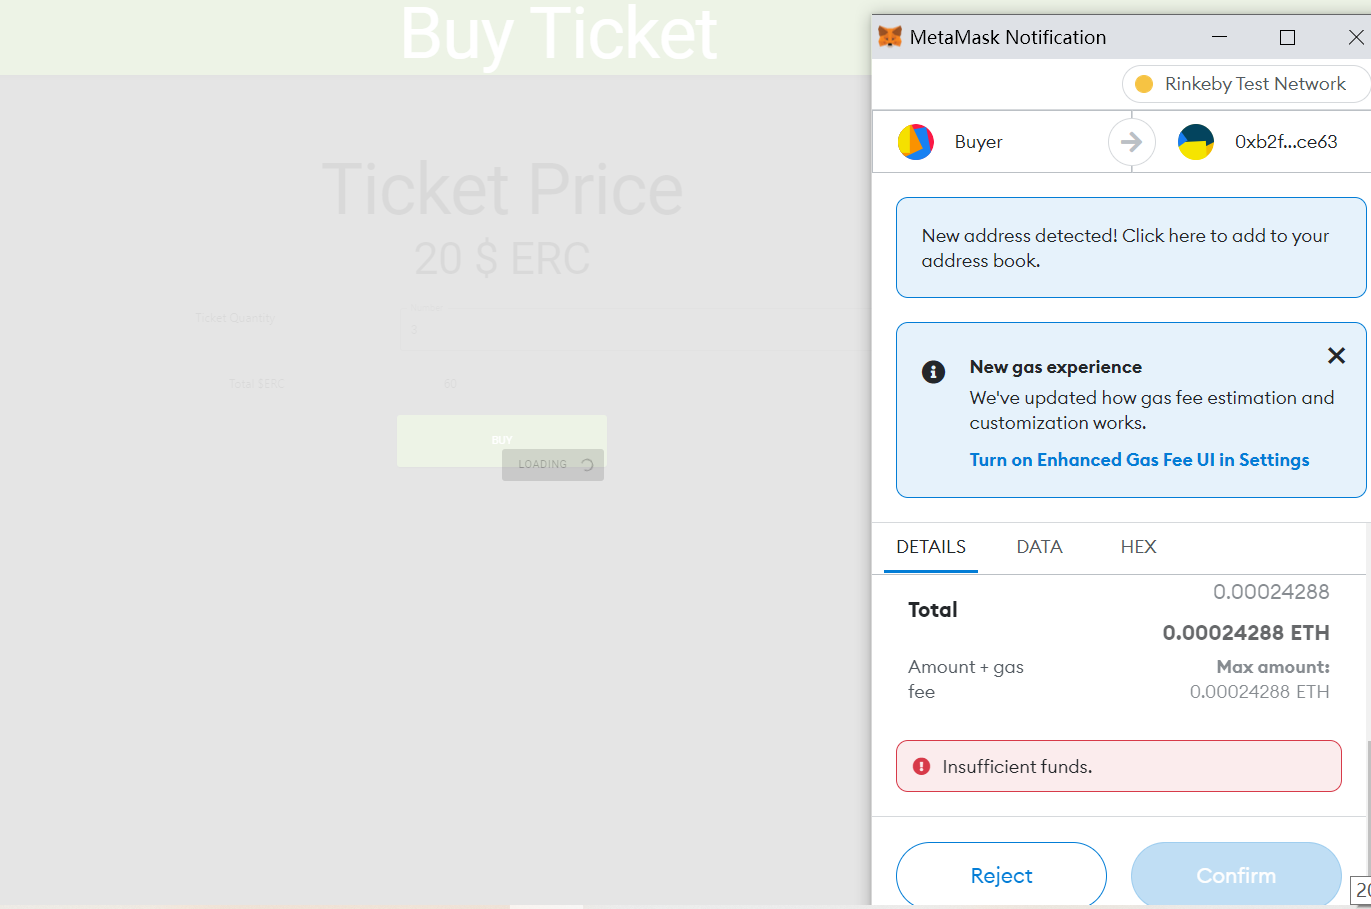 Buy Ticket
Ticket Price
20 $ ERC
Ticket Quantity
3
Total $ERC
60
BUY
LOADING
MetaMask Notification
Rinkeby Test Network
Buyer
0xb2f...ce63
New address detected! Click here to add to your
address book.
New gas experience
We've updated how gas fee estimation and
customization works.
Turn on Enhanced Gas Fee UI in Settings
DETAILS DATA HEX
0.00024288
Total
0.00024288 ETH
Amount + gas
fee
Max amount:
0.00024288 ETH
Insufficient funds.
Reject
Confirm